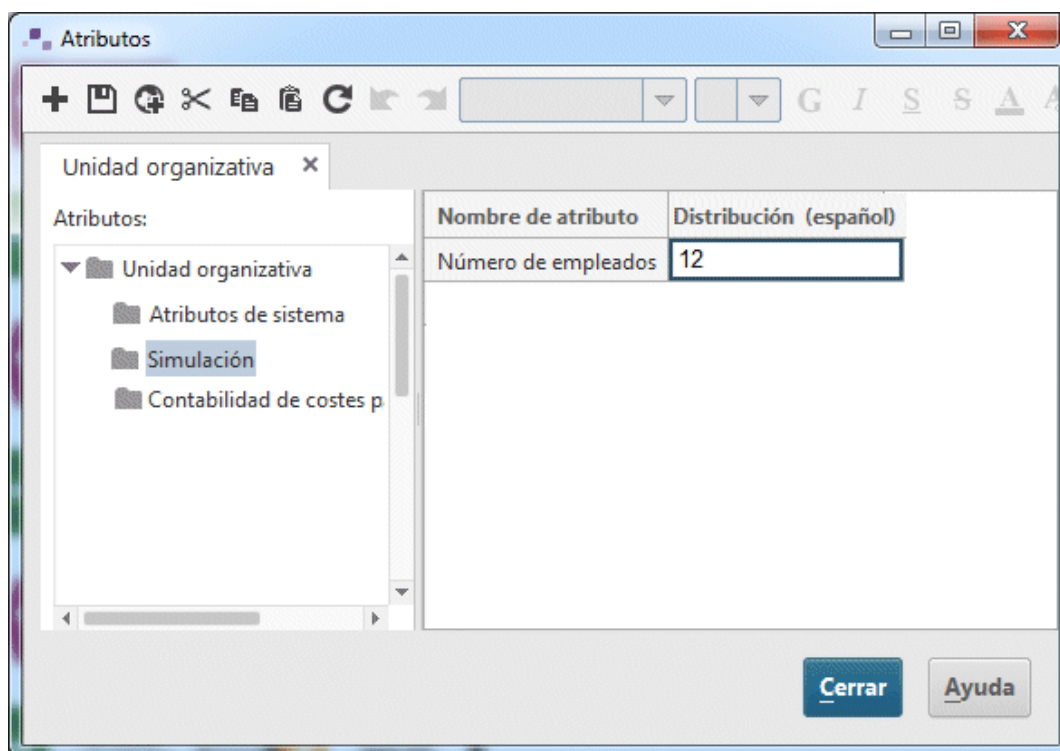 Atributos
G I S S A A
Unidad organizativa
Atributos:
Nombre de atributo Distribución (español)
Número de empleados 12
Unidad organizativa
Atributos de sistema
Simulación
Contabilidad de costes p
Cerrar Ayuda